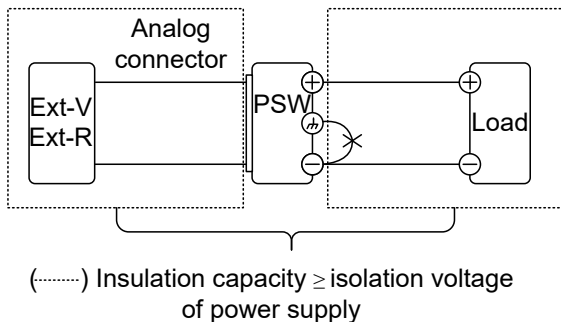 Analog
connector
Ext-V
Ext-R
PSW
Load
(--------) Insulation capacity ≥ isolation voltage
of power supply